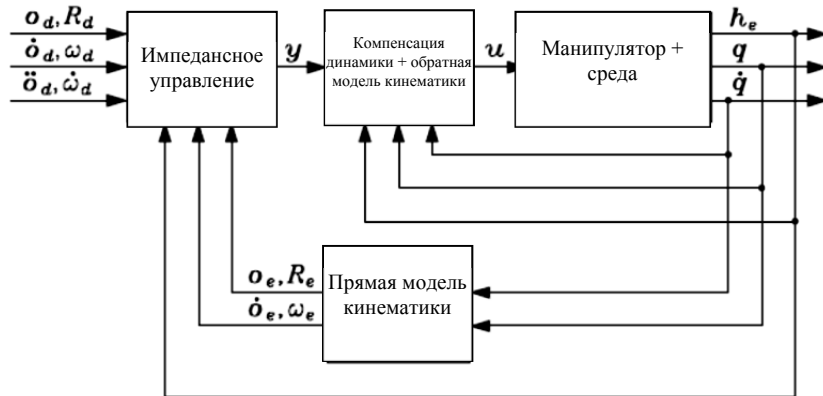 o_d, R_d
ȯ_d, ω_d
ö_d, ω̇_d
Импедансное
управление
y
Компенсация
динамики + обратная
модель кинематики
u
Манипулятор +
среда
h_e
q
q̇
o_e, R_e
ȯ_e, ω_e
Прямая модель
кинематики